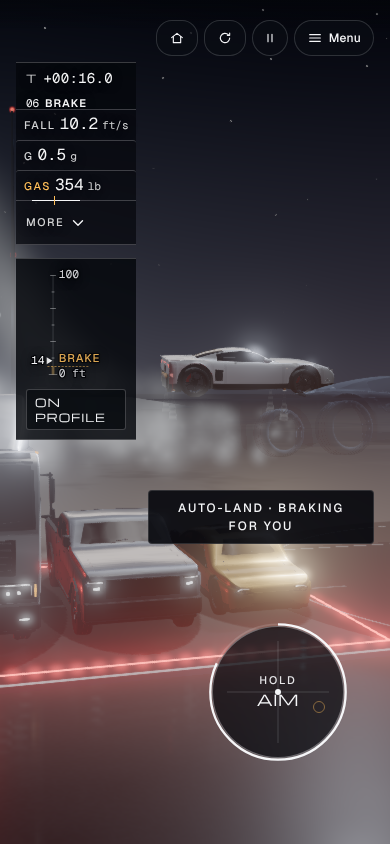 Menu
T +00:16.0
06 BRAKE
FALL 10.2 ft/s
G 0.5 g
GAS 354 lb
MORE
100
14 BRAKE
0 ft
ON
PROFILE
AUTO-LAND · BRAKING
FOR YOU
HOLD
AIM